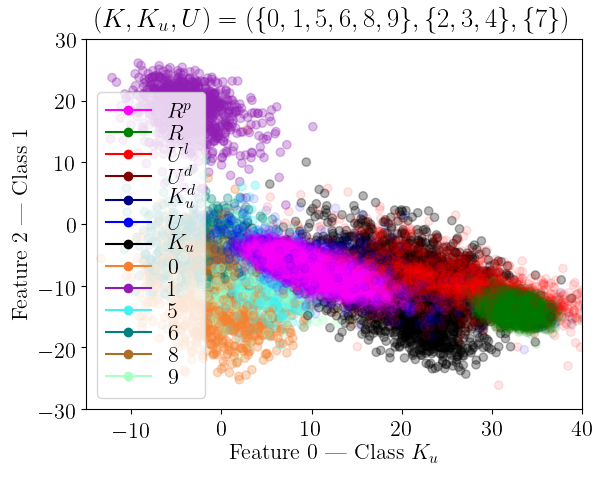 (K, K_u, U) = ({0, 1, 5, 6, 8, 9}, {2, 3, 4}, {7})
30
20
10
0
−10
−20
−30
Feature 2 — Class 1
R^p
R
U^l
U^d
K_u^d
U
K_u
0
1
5
6
8
9
−10
0
10
20
30
40
Feature 0 — Class K_u